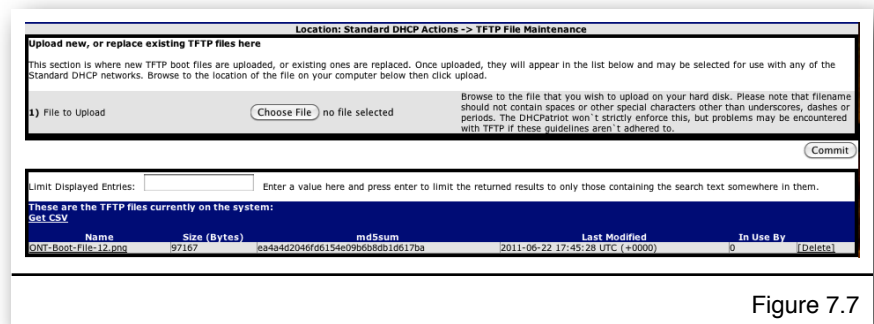 Location: Standard DHCP Actions -> TFTP File Maintenance
Upload new, or replace existing TFTP files here
This section is where new TFTP boot files are uploaded, or existing ones are replaced. Once uploaded, they will appear in the list below and may be selected for use with any of the
Standard DHCP networks. Browse to the location of the file on your computer below then click upload.
1) File to Upload
Choose File no file selected
Browse to the file that you wish to upload on your hard disk. Please note that filename
should not contain spaces or other special characters other than underscores, dashes or
periods. The DHCPatriot won`t strictly enforce this, but problems may be encountered
with TFTP if these guidelines aren`t adhered to.
Commit
Limit Displayed Entries: Enter a value here and press enter to limit the returned results to only those containing the search text somewhere in them.
These are the TFTP files currently on the system:
Get CSV
Name Size (Bytes) md5sum Last Modified In Use By
ONT-Boot-File-12.png 97167 ea4a4d2046fd6154e09b6b8db1d617ba 2011-06-22 17:45:28 UTC (+0000) 0 [Delete]
Figure 7.7